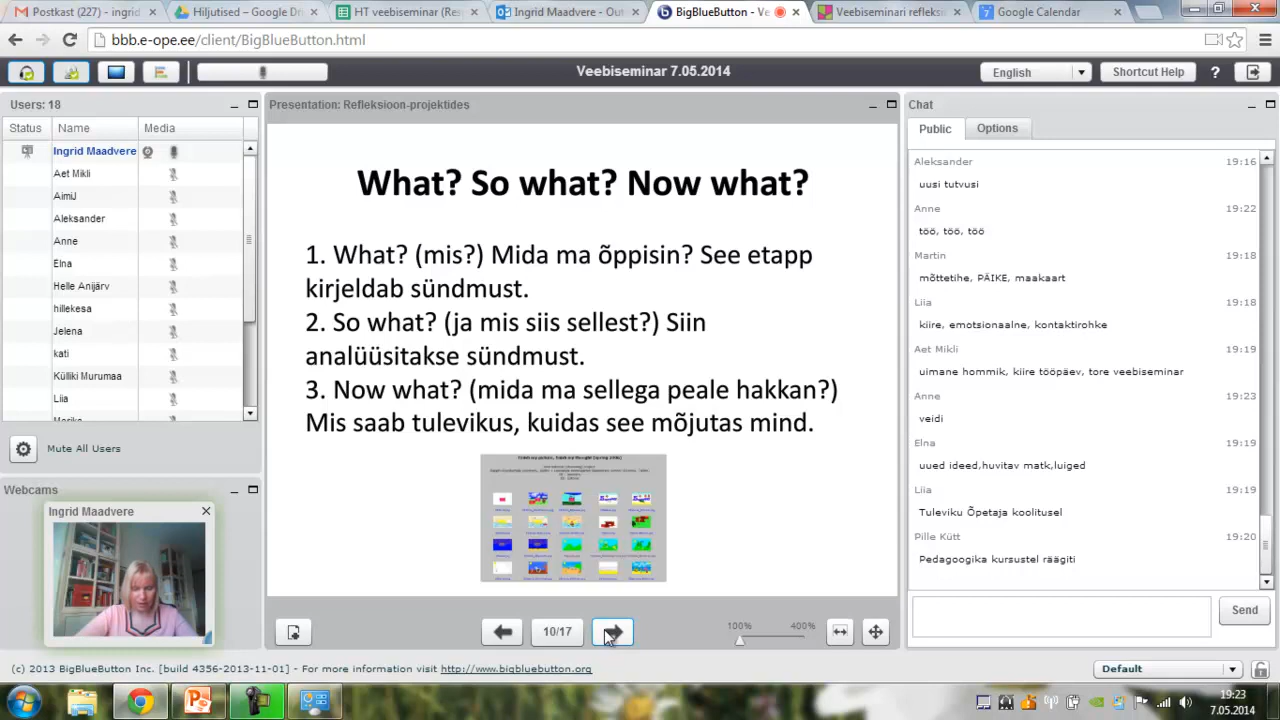 Postkast (27) - ingrid
Hiljutised – Google Dr
HT veebiseminar (Res
Ingrid Maadvere - Out
BigBlueButton - Ve
Veebiseminari refleksi
Google Calendar
bbb.e-ope.ee/client/BigBlueButton.html
Veebiseminar 7.05.2014
English
Shortcut Help
?
Users: 18
Status Name Media
Ingrid Maadvere
Aet Mikli
AimiJ
Aleksander
Anne
Elna
Helle Anijärv
hillekesa
Jelena
kati
Külliki Murumaa
Liia
Mute All Users
Webcams
Ingrid Maadvere
Presentation: Refleksioon-projektides
What? So what? Now what?
1. What? (mis?) Mida ma õppisin? See etapp
kirjeldab sündmust.
2. So what? (ja mis siis sellest?) Siin
analüüsitakse sündmust.
3. Now what? (mida ma sellega peale hakkan?)
Mis saab tulevikus, kuidas see mõjutas mind.
10/17
100% 400%
Chat
Public Options
Aleksander 19:16
uusi tutvusi
Anne 19:22
töö, töö, töö
Martin 19:18
mõttetihe, PÄIKE, maakaart
Liia 19:18
kiire, emotsionaalne, kontaktirohke
Aet Mikli 19:19
uimane hommik, kiire tööpäev, tore veebiseminar
Anne 19:23
veidi
Elna 19:19
uued ideed,huvitav matk,luiged
Liia 19:19
Tuleviku Õpetaja koolitusel
Pille Kütt 19:20
Pedagoogika kursustel räägiti
Send
(c) 2013 BigBlueButton Inc. [build 4356-2013-11-01] - For more information visit http://www.bigbluebutton.org
Default
19:23
7.05.2014